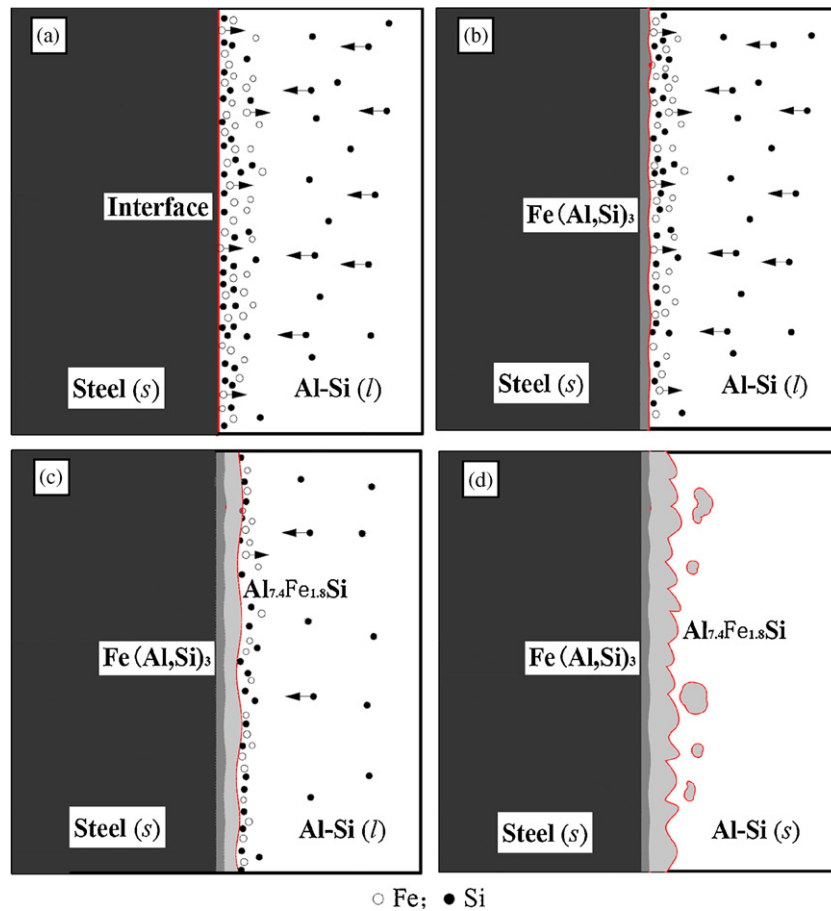 (a)
Interface
Steel (s)
Al-Si (l)
(b)
Fe(Al,Si)₃
Steel (s)
Al-Si (l)
(c)
Al₇.₄Fe₁.₈Si
Fe(Al,Si)₃
Steel (s)
Al-Si (l)
(d)
Al₇.₄Fe₁.₈Si
Fe(Al,Si)₃
Steel (s)
Al-Si (s)
○ Fe; ● Si